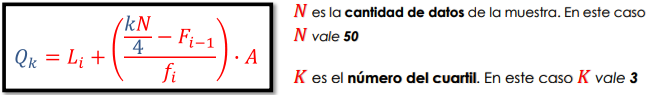 Q_k = L_i + ( (kN/4 − F_{i−1}) / f_i ) · A
N es la cantidad de datos de la muestra. En este caso
N vale 50
K es el número del cuartil. En este caso K vale 3